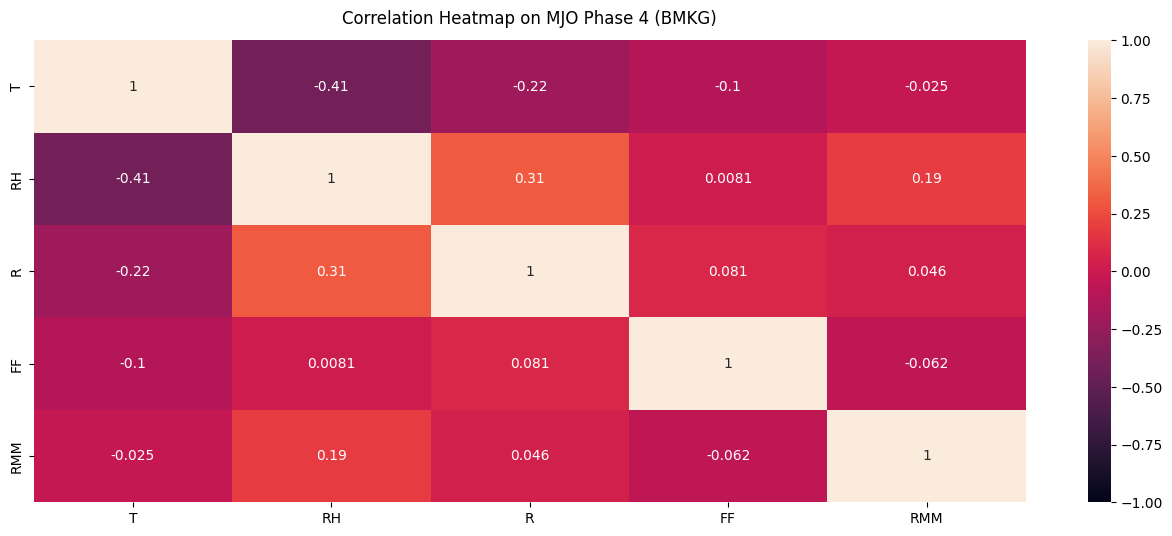 Correlation Heatmap on MJO Phase 4 (BMKG)
T 1 -0.41 -0.22 -0.1 -0.025
RH -0.41 1 0.31 0.0081 0.19
R -0.22 0.31 1 0.081 0.046
FF -0.1 0.0081 0.081 1 -0.062
RMM -0.025 0.19 0.046 -0.062 1
T RH R FF RMM
1.00
0.75
0.50
0.25
0.00
−0.25
−0.50
−0.75
−1.00